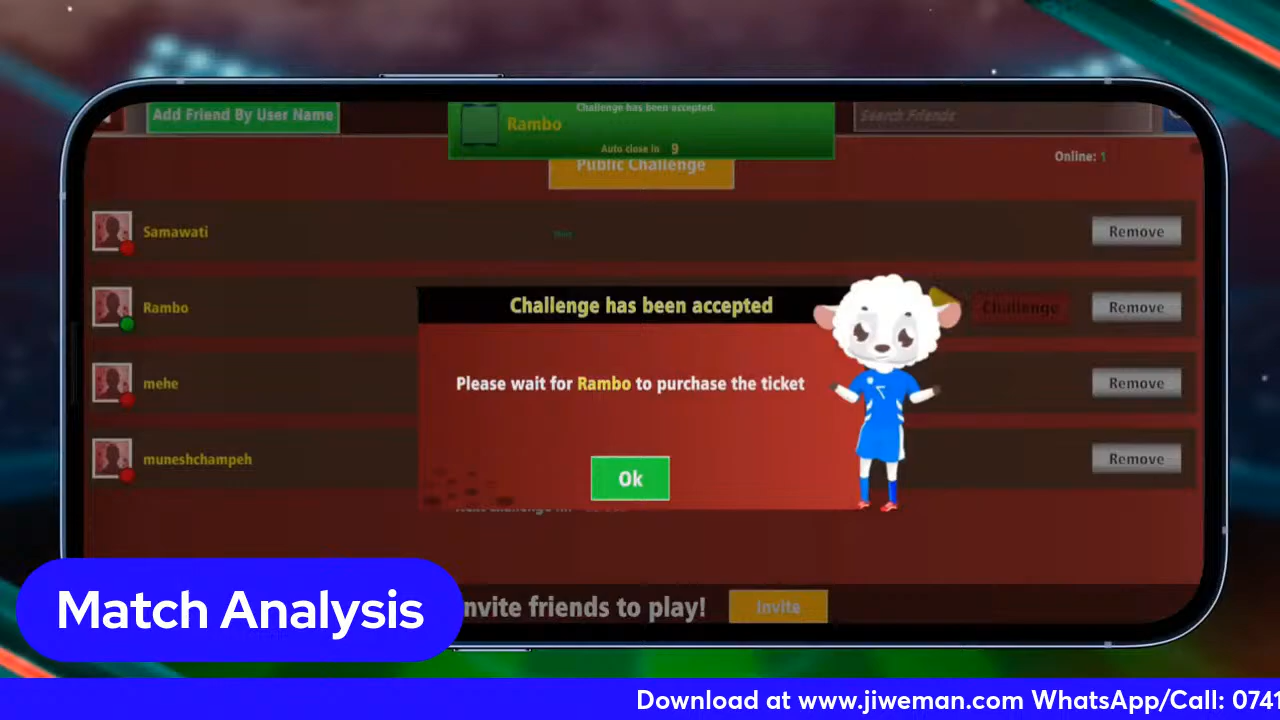 Add Friend By User Name
Challenge has been accepted.
Rambo
Auto close in 9
Search Friends
Public Challenge
Online: 1
Samawati
Remove
Rambo
Challenge
Remove
mehe
Remove
muneshchampeh
Remove
Challenge has been accepted
Please wait for Rambo to purchase the ticket
Ok
nvite friends to play!
Invite
Match Analysis
Download at www.jiweman.com WhatsApp/Call: 0741